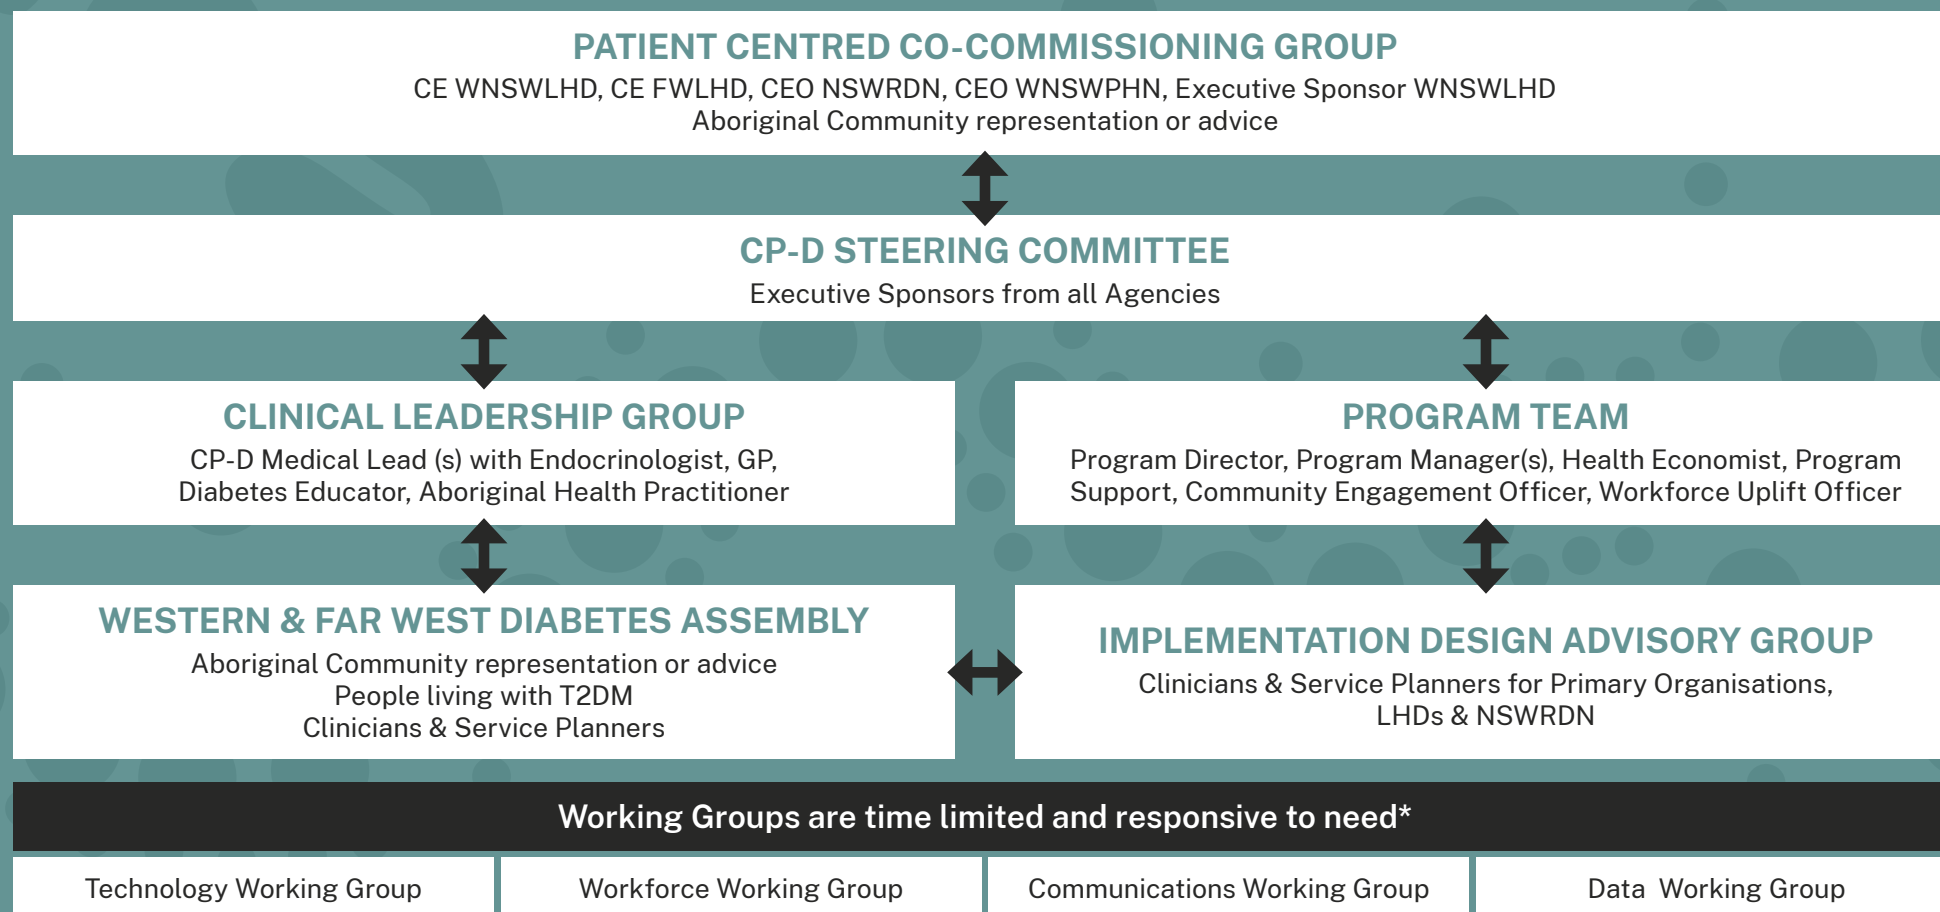 PATIENT CENTRED CO-COMMISSIONING GROUP
CE WNSWLHD, CE FWLHD, CEO NSWRDN, CEO WNSWPHN, Executive Sponsor WNSWLHD
Aboriginal Community representation or advice
CP-D STEERING COMMITTEE
Executive Sponsors from all Agencies
CLINICAL LEADERSHIP GROUP
CP-D Medical Lead (s) with Endocrinologist, GP,
Diabetes Educator, Aboriginal Health Practitioner
PROGRAM TEAM
Program Director, Program Manager(s), Health Economist, Program
Support, Community Engagement Officer, Workforce Uplift Officer
WESTERN & FAR WEST DIABETES ASSEMBLY
Aboriginal Community representation or advice
People living with T2DM
Clinicians & Service Planners
IMPLEMENTATION DESIGN ADVISORY GROUP
Clinicians & Service Planners for Primary Organisations,
LHDs & NSWRDN
Working Groups are time limited and responsive to need*
Technology Working Group
Workforce Working Group
Communications Working Group
Data Working Group